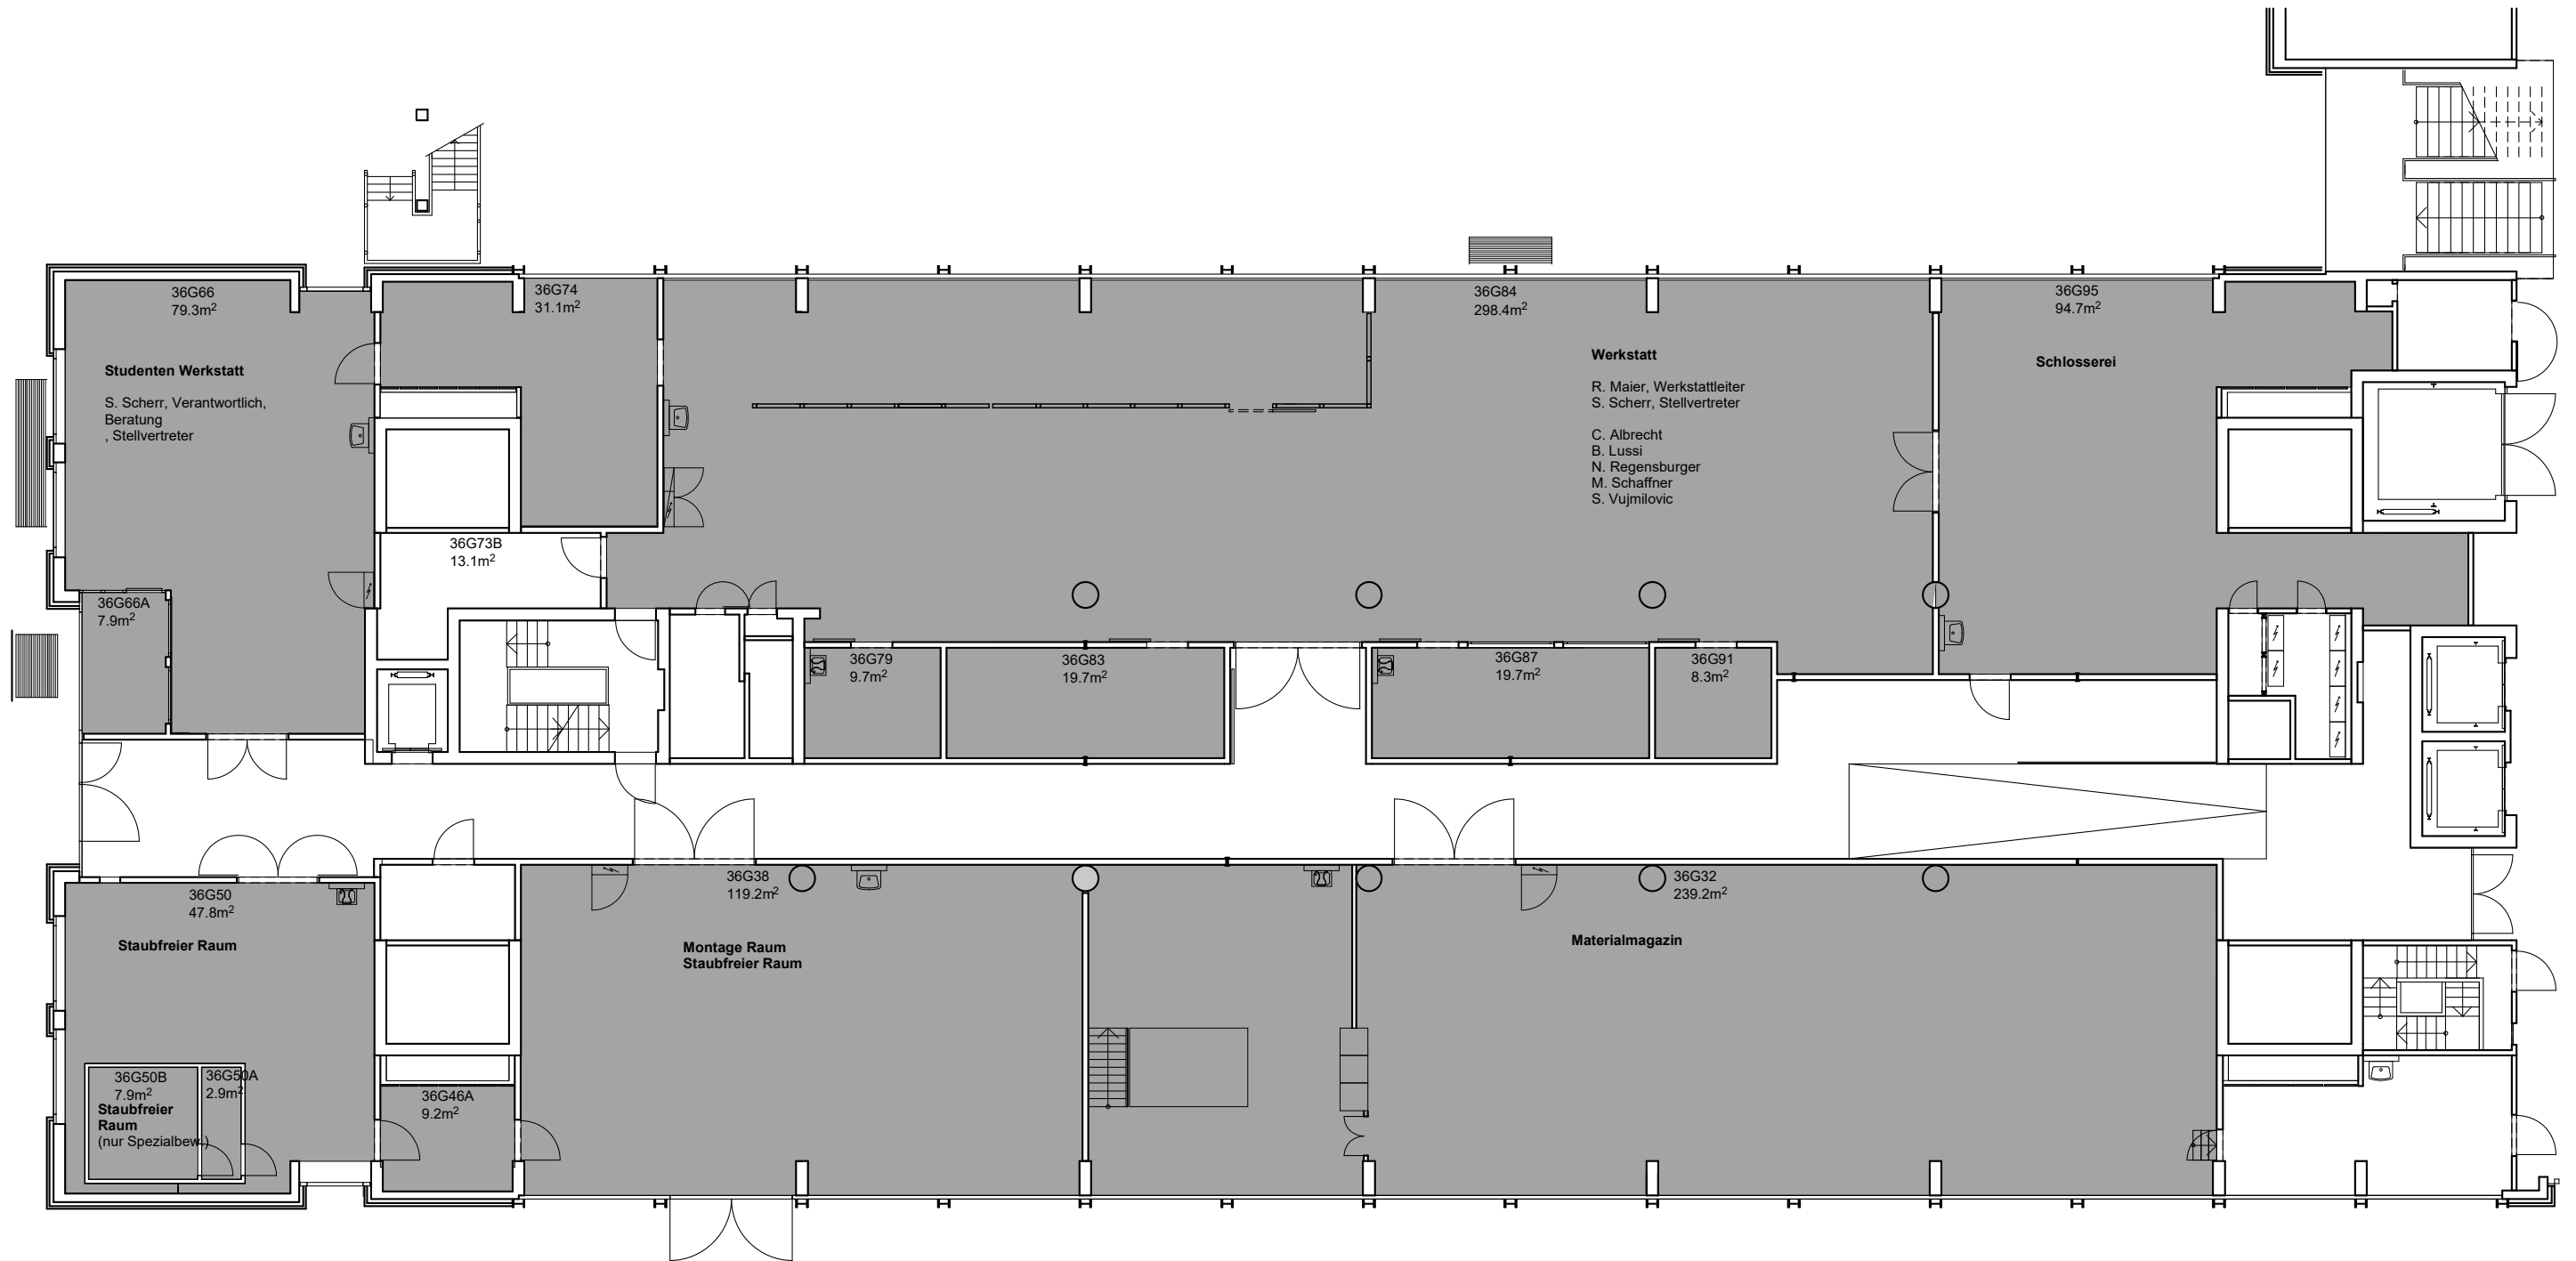 36G66
79.3m²
Studenten Werkstatt
S. Scherr, Verantwortlich,
Beratung
, Stellvertreter
36G66A
7.9m²
36G74
31.1m²
36G73B
13.1m²
36G84
298.4m²
Werkstatt
R. Maier, Werkstattleiter
S. Scherr, Stellvertreter
C. Albrecht
B. Lussi
N. Regensburger
M. Schaffner
S. Vujmilovic
36G95
94.7m²
Schlosserei
36G79
9.7m²
36G83
19.7m²
36G87
19.7m²
36G91
8.3m²
36G50
47.8m²
Staubfreier Raum
36G50B
7.9m²
Staubfreier
Raum
(nur Spezialbew.)
36G50A
2.9m²
36G46A
9.2m²
36G38
119.2m²
Montage Raum
Staubfreier Raum
36G32
239.2m²
Materialmagazin